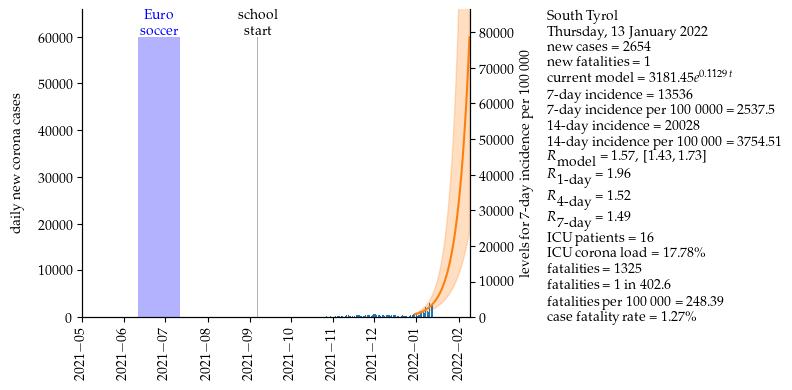 Euro
soccer
school
start
daily new corona cases
60000
50000
40000
30000
20000
10000
0
2021−05
2021−06
2021−07
2021−08
2021−09
2021−10
2021−11
2021−12
2022−01
2022−02
80000
70000
60000
50000
40000
30000
20000
10000
0
levels for 7-day incidence per 100 000
South Tyrol
Thursday, 13 January 2022
new cases = 2654
new fatalities = 1
current model = 3181.45e^0.1129 t
7-day incidence = 13536
7-day incidence per 100 0000 = 2537.5
14-day incidence = 20028
14-day incidence per 100 000 = 3754.51
R_model = 1.57, [1.43, 1.73]
R_1-day = 1.96
R_4-day = 1.52
R_7-day = 1.49
ICU patients = 16
ICU corona load = 17.78%
fatalities = 1325
fatalities = 1 in 402.6
fatalities per 100 000 = 248.39
case fatality rate = 1.27%